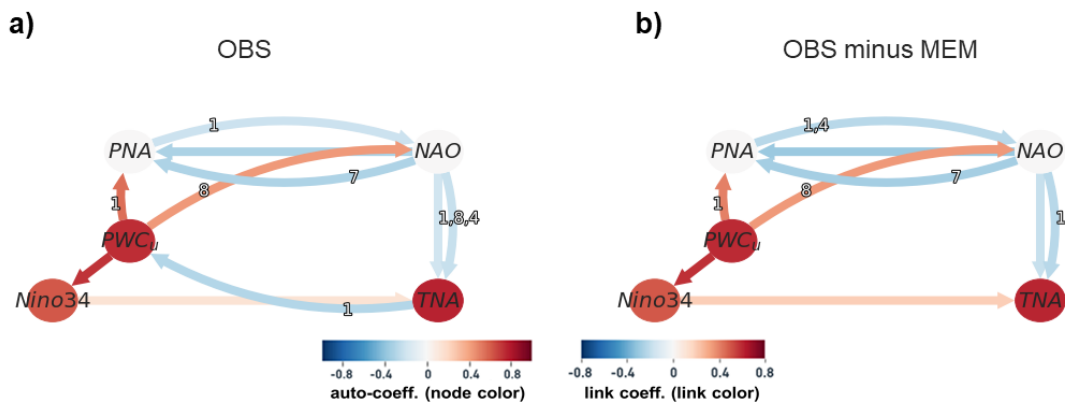 a)
OBS
1
PNA
NAO
7
8
1
1,8,4
PWCu
Nino34
TNA
1
-0.8 -0.4 0 0.4 0.8
auto-coeff. (node color)
b)
OBS minus MEM
1,4
PNA
NAO
7
8
1
1
PWCu
Nino34
TNA
-0.8 -0.4 0 0.4 0.8
link coeff. (link color)